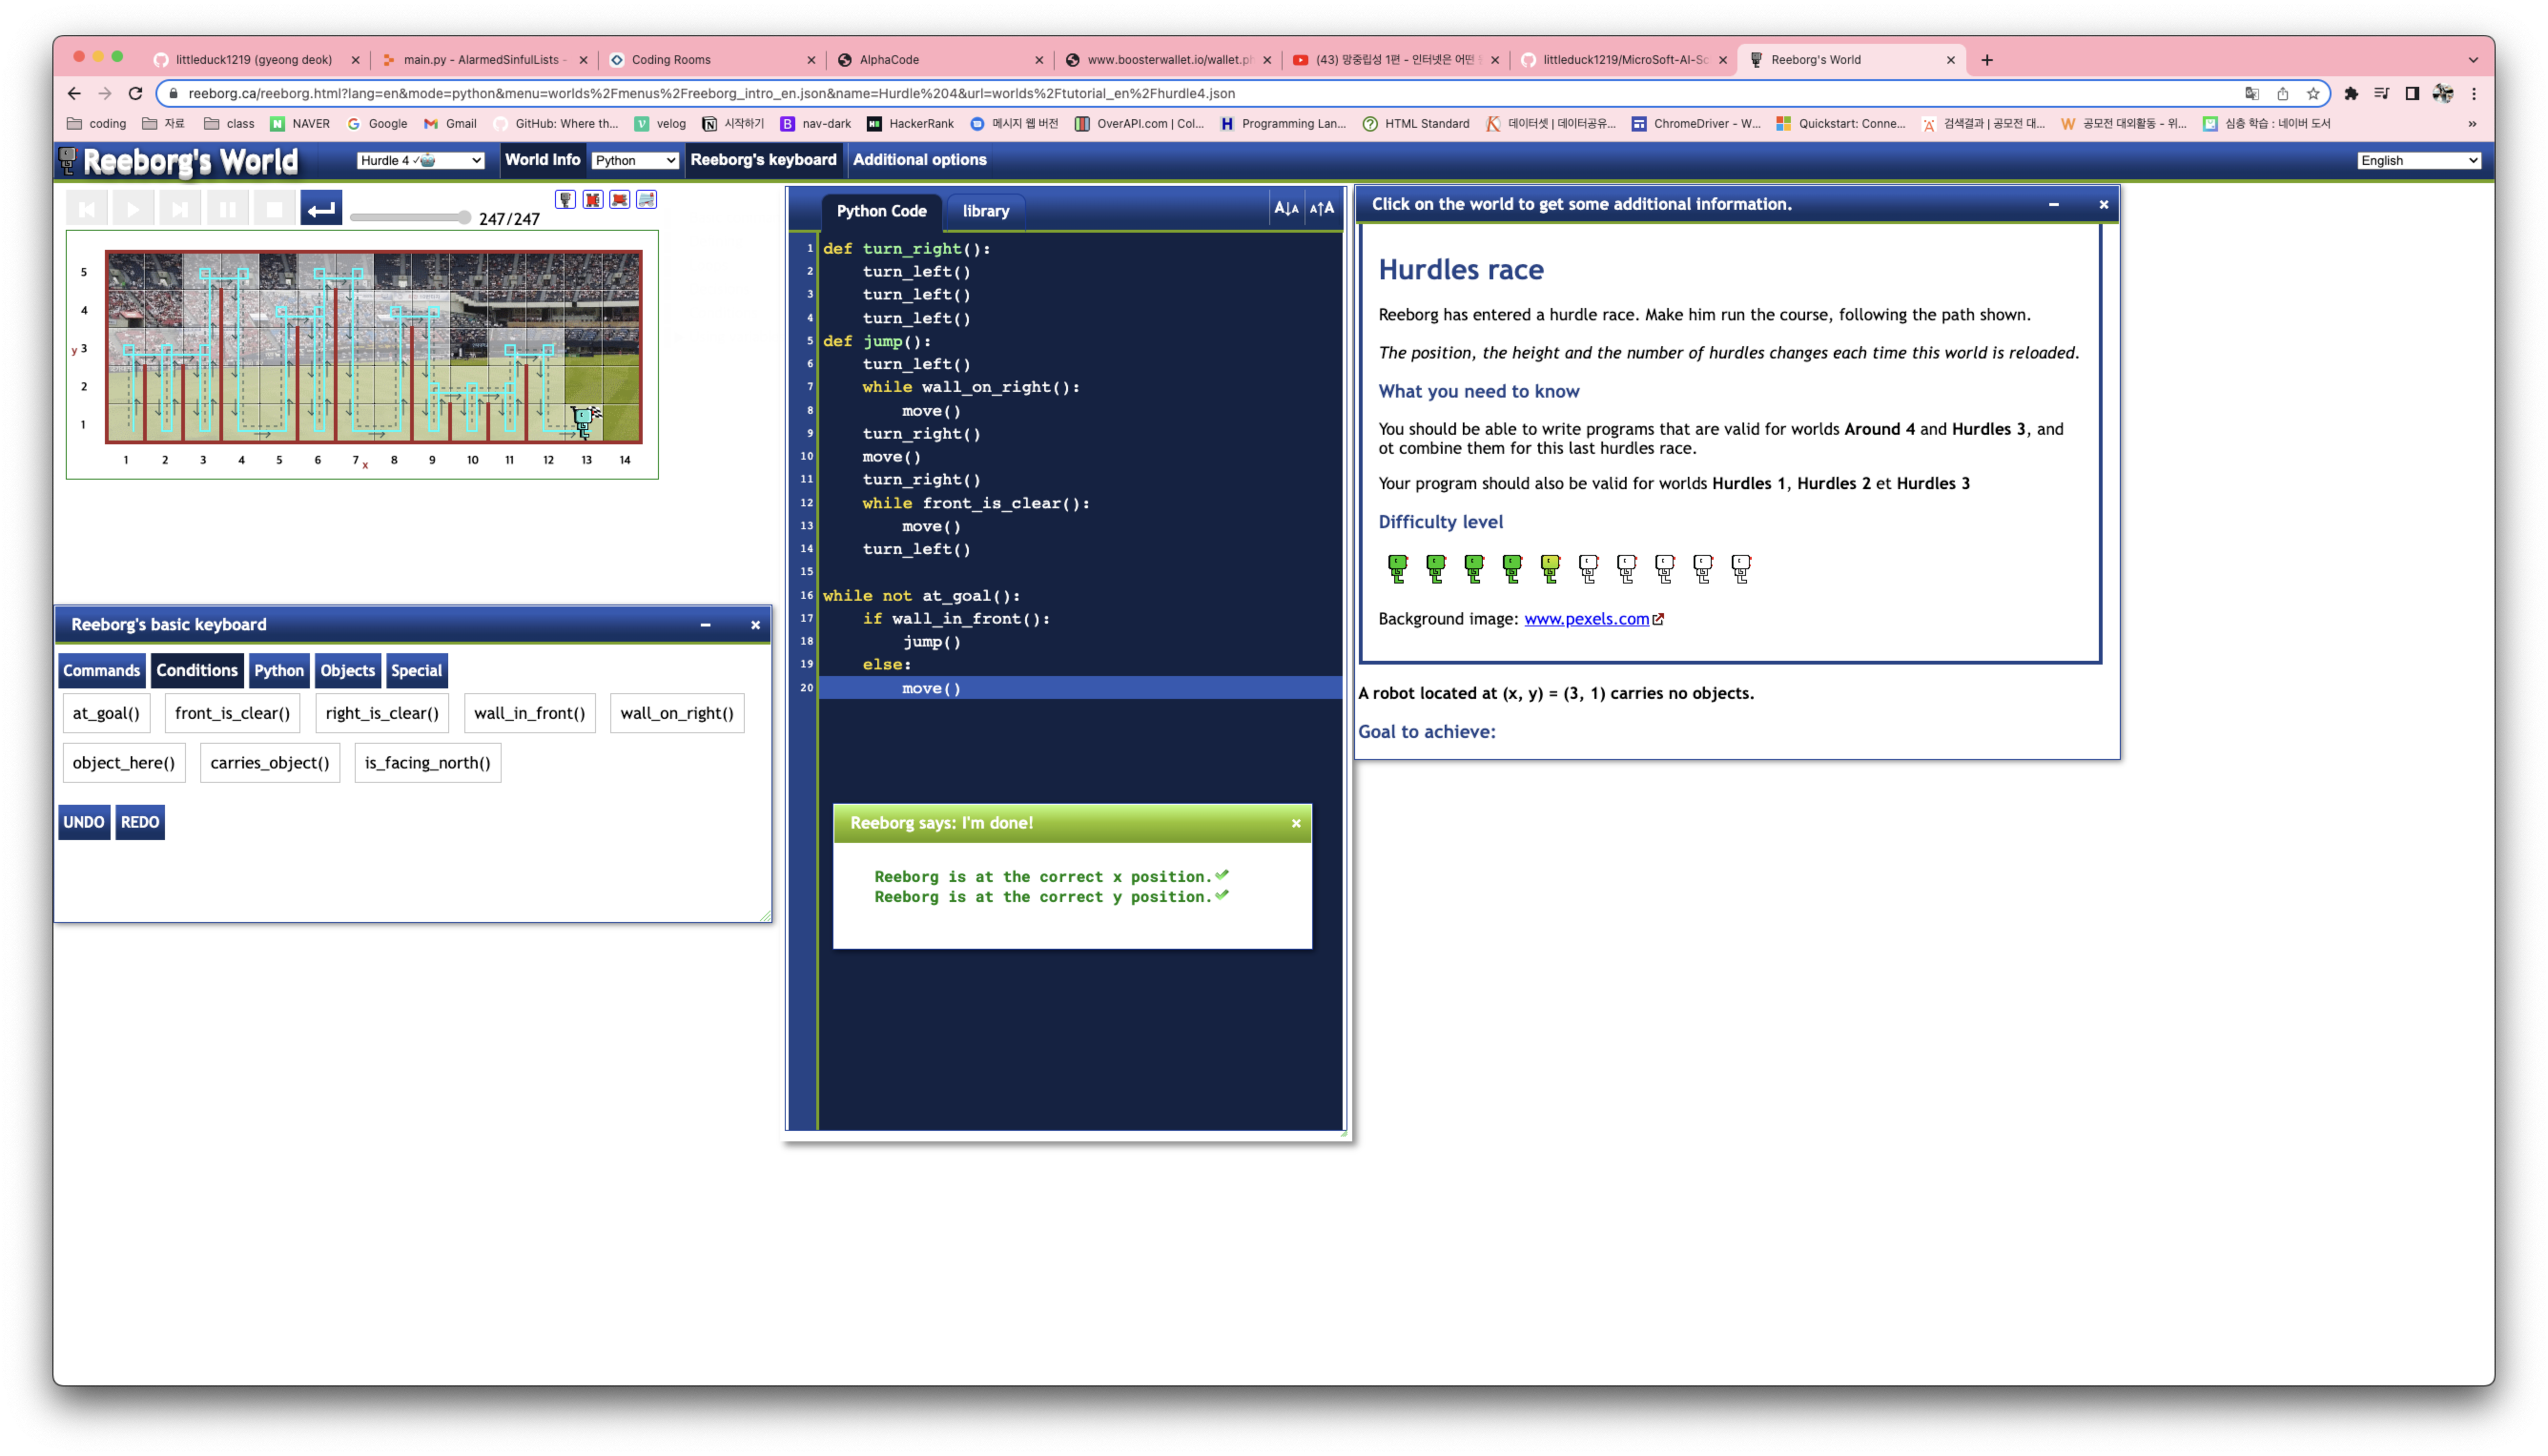 littleduck1219 (gyeong deok)
main.py - AlarmedSinfulLists -
Coding Rooms
AlphaCode
www.boosterwallet.io/wallet.ph
(43) 망중립성 1편 - 인터넷은 어떤
littleduck1219/MicroSoft-AI-Sc
Reeborg's World
reeborg.ca/reeborg.html?lang=en&mode=python&menu=worlds%2Fmenus%2Freeborg_intro_en.json&name=Hurdle%204&url=worlds%2Ftutorial_en%2Fhurdle4.json
coding 자료 class NAVER Google Gmail GitHub: Where th... velog 시작하기 nav-dark HackerRank 메시지 웹 버전 OverAPI.com | Col... Programming Lan... HTML Standard 데이터셋 | 데이터공유... ChromeDriver - W... Quickstart: Conne... 검색결과 | 공모전 대... 공모전 대외활동 - 위... 심층 학습 : 네이버 도서 »
Reeborg's World Hurdle 4 World Info Python Reeborg's keyboard Additional options English
247/247
5
4
y 3
2
1
1 2 3 4 5 6 7 x 8 9 10 11 12 13 14
Reeborg's basic keyboard
Commands Conditions Python Objects Special
at_goal() front_is_clear() right_is_clear() wall_in_front() wall_on_right()
object_here() carries_object() is_facing_north()
UNDO REDO
Python Code library A↓A A↑A
1 def turn_right():
2 turn_left()
3 turn_left()
4 turn_left()
5 def jump():
6 turn_left()
7 while wall_on_right():
8 move()
9 turn_right()
10 move()
11 turn_right()
12 while front_is_clear():
13 move()
14 turn_left()
15
16 while not at_goal():
17 if wall_in_front():
18 jump()
19 else:
20 move()
Reeborg says: I'm done!
Reeborg is at the correct x position.
Reeborg is at the correct y position.
Click on the world to get some additional information.
Hurdles race
Reeborg has entered a hurdle race. Make him run the course, following the path shown.
The position, the height and the number of hurdles changes each time this world is reloaded.
What you need to know
You should be able to write programs that are valid for worlds Around 4 and Hurdles 3, and
ot combine them for this last hurdles race.
Your program should also be valid for worlds Hurdles 1, Hurdles 2 et Hurdles 3
Difficulty level
Background image: www.pexels.com
A robot located at (x, y) = (3, 1) carries no objects.
Goal to achieve: